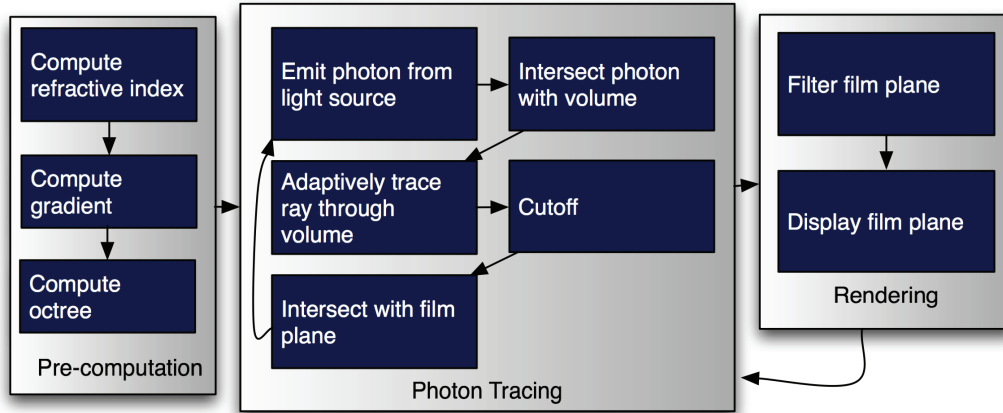 Compute
refractive index
Compute
gradient
Compute
octree
Pre-computation
Emit photon from
light source
Intersect photon
with volume
Adaptively trace
ray through
volume
Cutoff
Intersect with film
plane
Photon Tracing
Filter film plane
Display film plane
Rendering